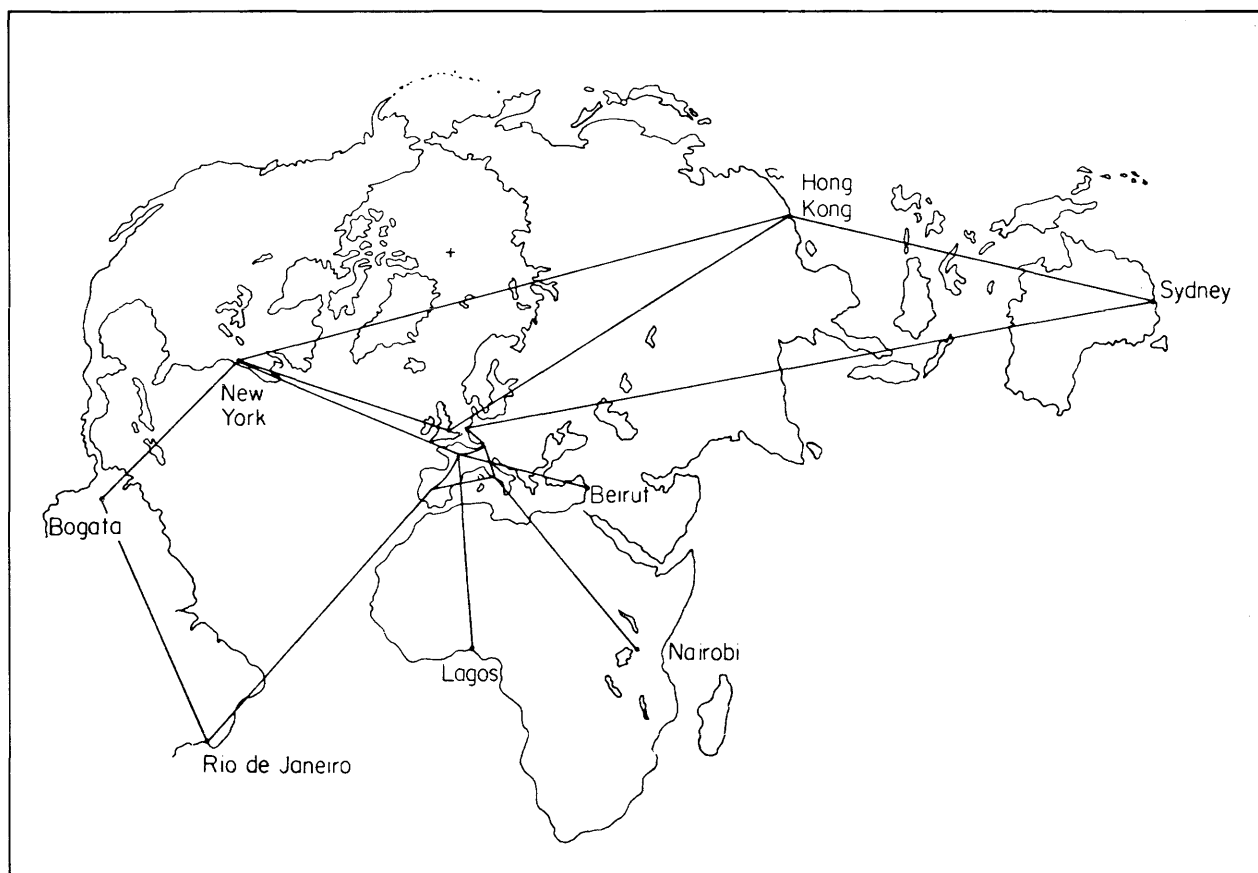 Hong
Kong
Sydney
New
York
Beirut
Bogata
Nairobi
Lagos
Rio de Janeiro